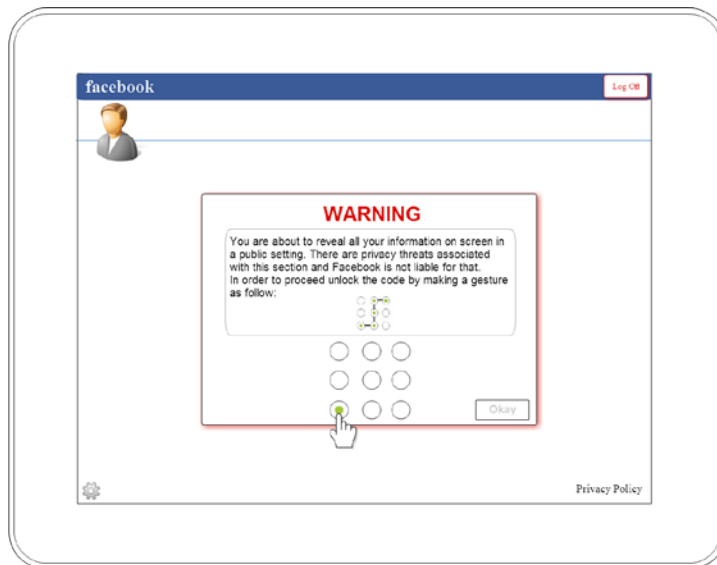 facebook
Log Off
WARNING
You are about to reveal all your information on screen in
a public setting. There are privacy threats associated
with this section and Facebook is not liable for that.
In order to proceed unlock the code by making a gesture
as follow:
Okay
Privacy Policy